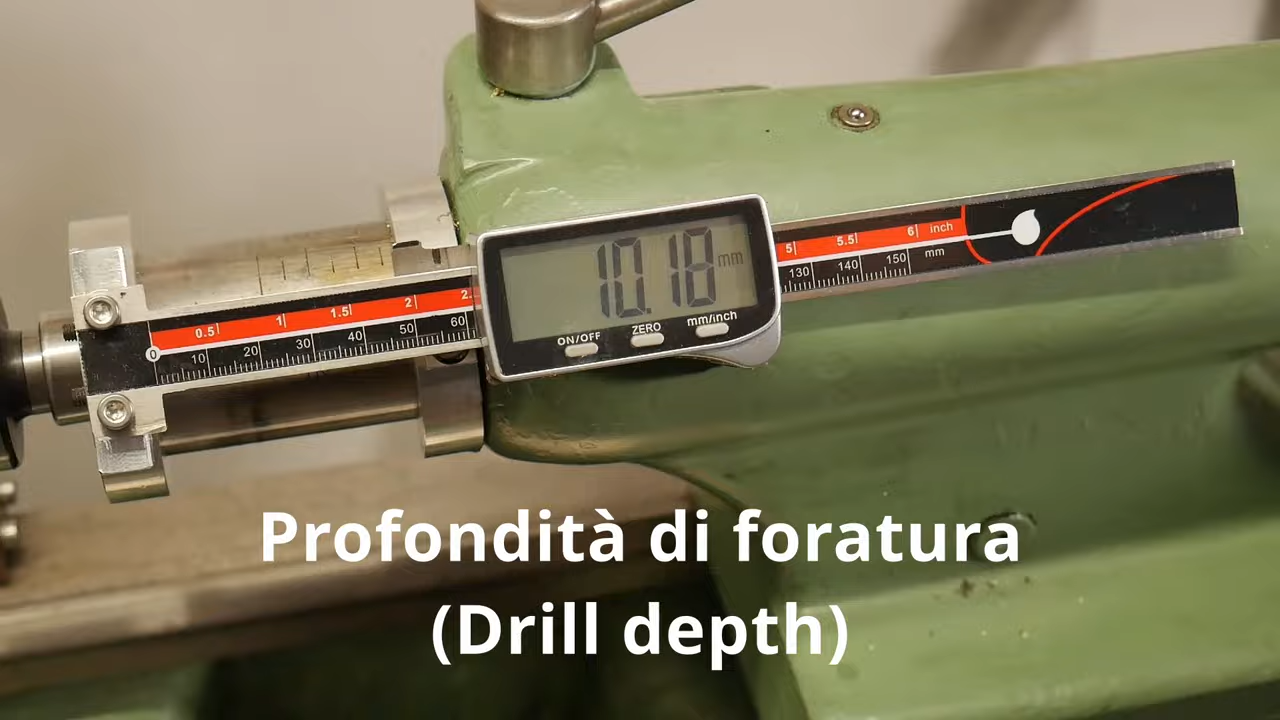 10.18 mm
ON/OFF ZERO mm/inch
0.5 1 1.5 2 2.
0 10 20 30 40 50 60
5 5.5 6 inch
130 140 150 mm
Profondità di foratura
(Drill depth)